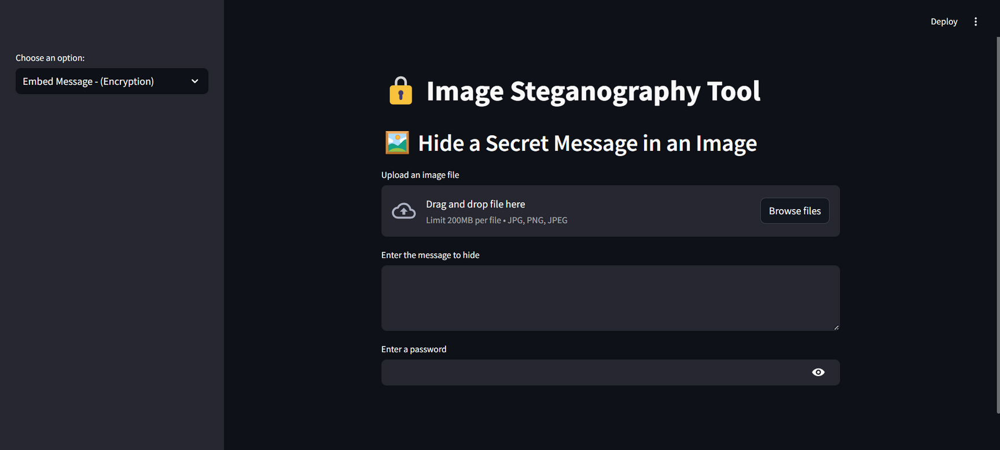 Deploy
Choose an option:
Embed Message - (Encryption)
Image Steganography Tool
Hide a Secret Message in an Image
Upload an image file
Drag and drop file here
Limit 200MB per file • JPG, PNG, JPEG
Browse files
Enter the message to hide
Enter a password